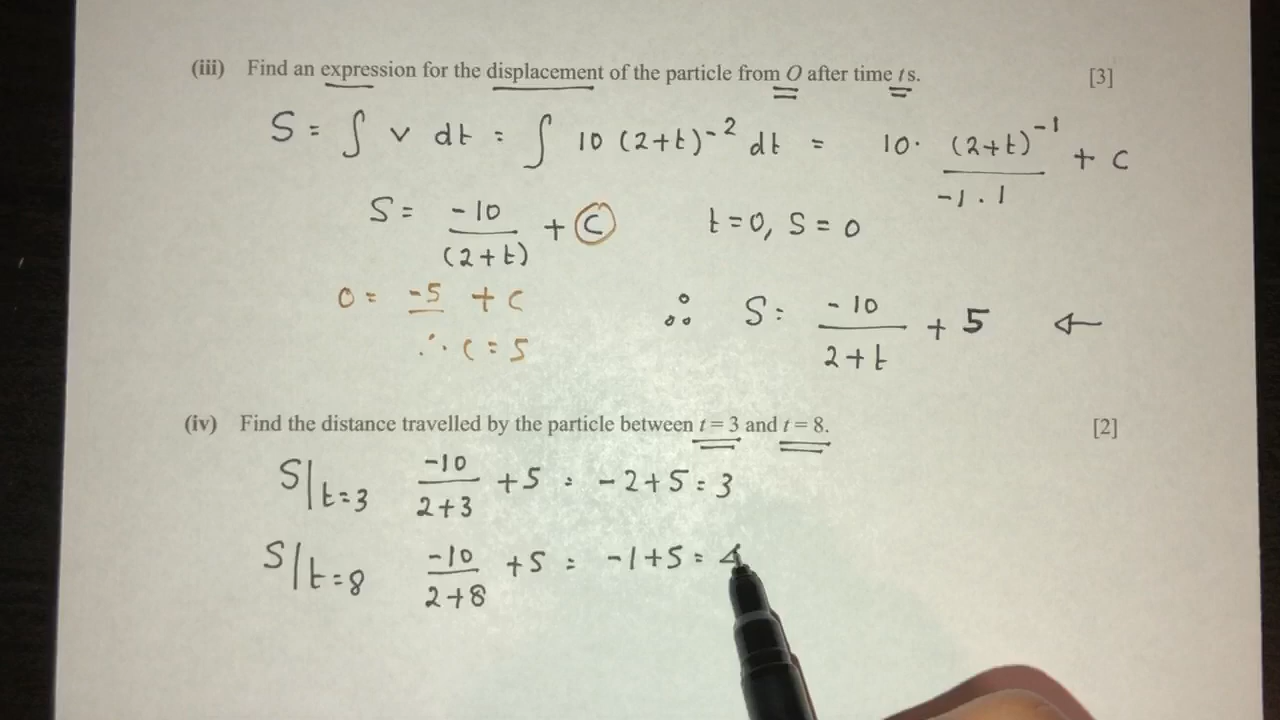 (iii) Find an expression for the displacement of the particle from O after time t s. [3]
S = ∫ v dt = ∫ 10 (2+t)⁻² dt = 10 · (2+t)⁻¹ / -1 . 1 + C
S = -10 / (2+t) + C t=0, S=0
0 = -5 + C ∴ S = -10 / 2+t + 5 ←
∴ C = 5
(iv) Find the distance travelled by the particle between t = 3 and t = 8. [2]
S|t=3 -10 / 2+3 +5 = -2+5 = 3
S|t=8 -10 / 2+8 +5 = -1+5 = 4